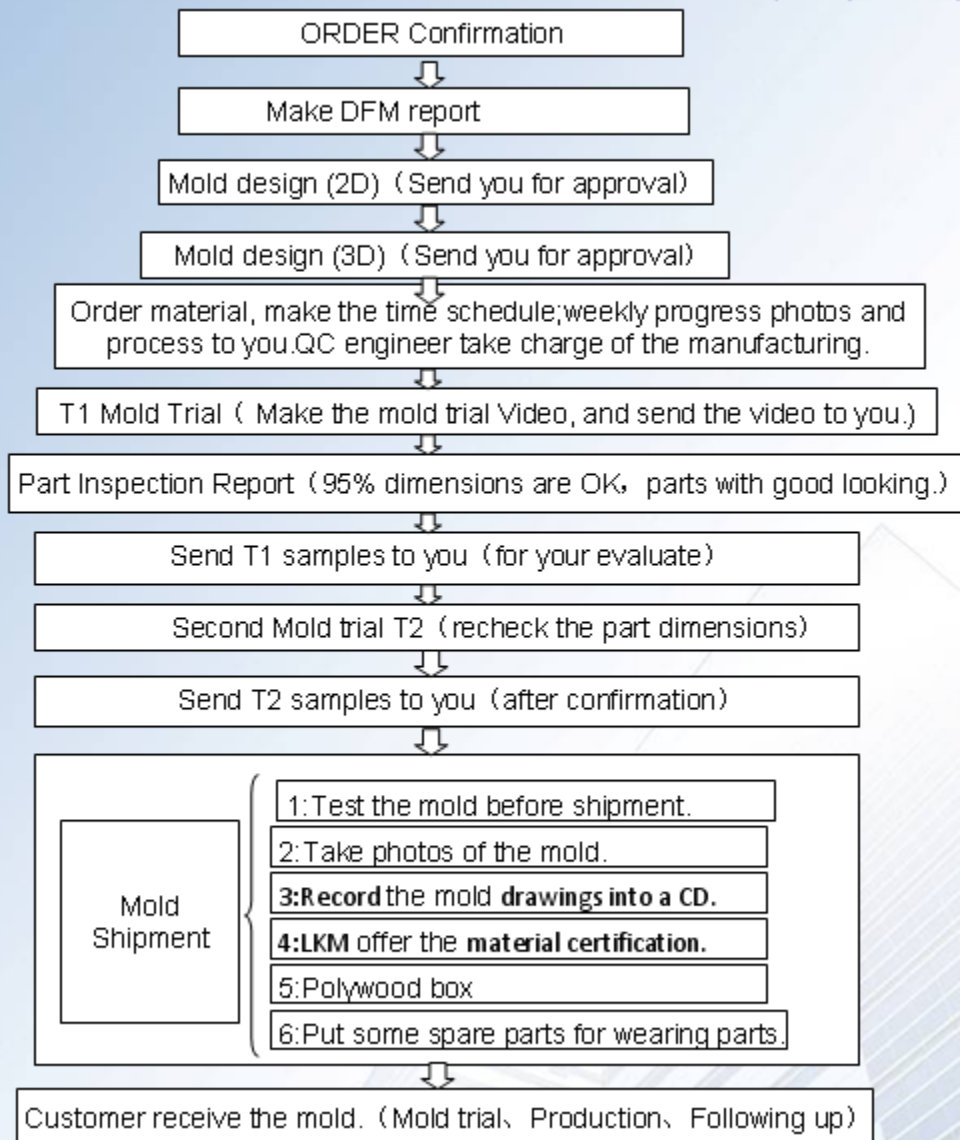 ORDER Confirmation
Make DFM report
Mold design (2D)（Send you for approval）
Mold design (3D)（Send you for approval）
Order material, make the time schedule;weekly progress photos and
process to you.QC engineer take charge of the manufacturing.
T1 Mold Trial（ Make the mold trial Video, and send the video to you.）
Part Inspection Report（95% dimensions are OK，parts with good looking.）
Send T1 samples to you（for your evaluate）
Second Mold trial T2（recheck the part dimensions）
Send T2 samples to you（after confirmation）
Mold
Shipment
1:Test the mold before shipment.
2:Take photos of the mold.
3:Record the mold drawings into a CD.
4:LKM offer the material certification.
5:Polywood box
6:Put some spare parts for wearing parts.
Customer receive the mold.（Mold trial、Production、Following up）